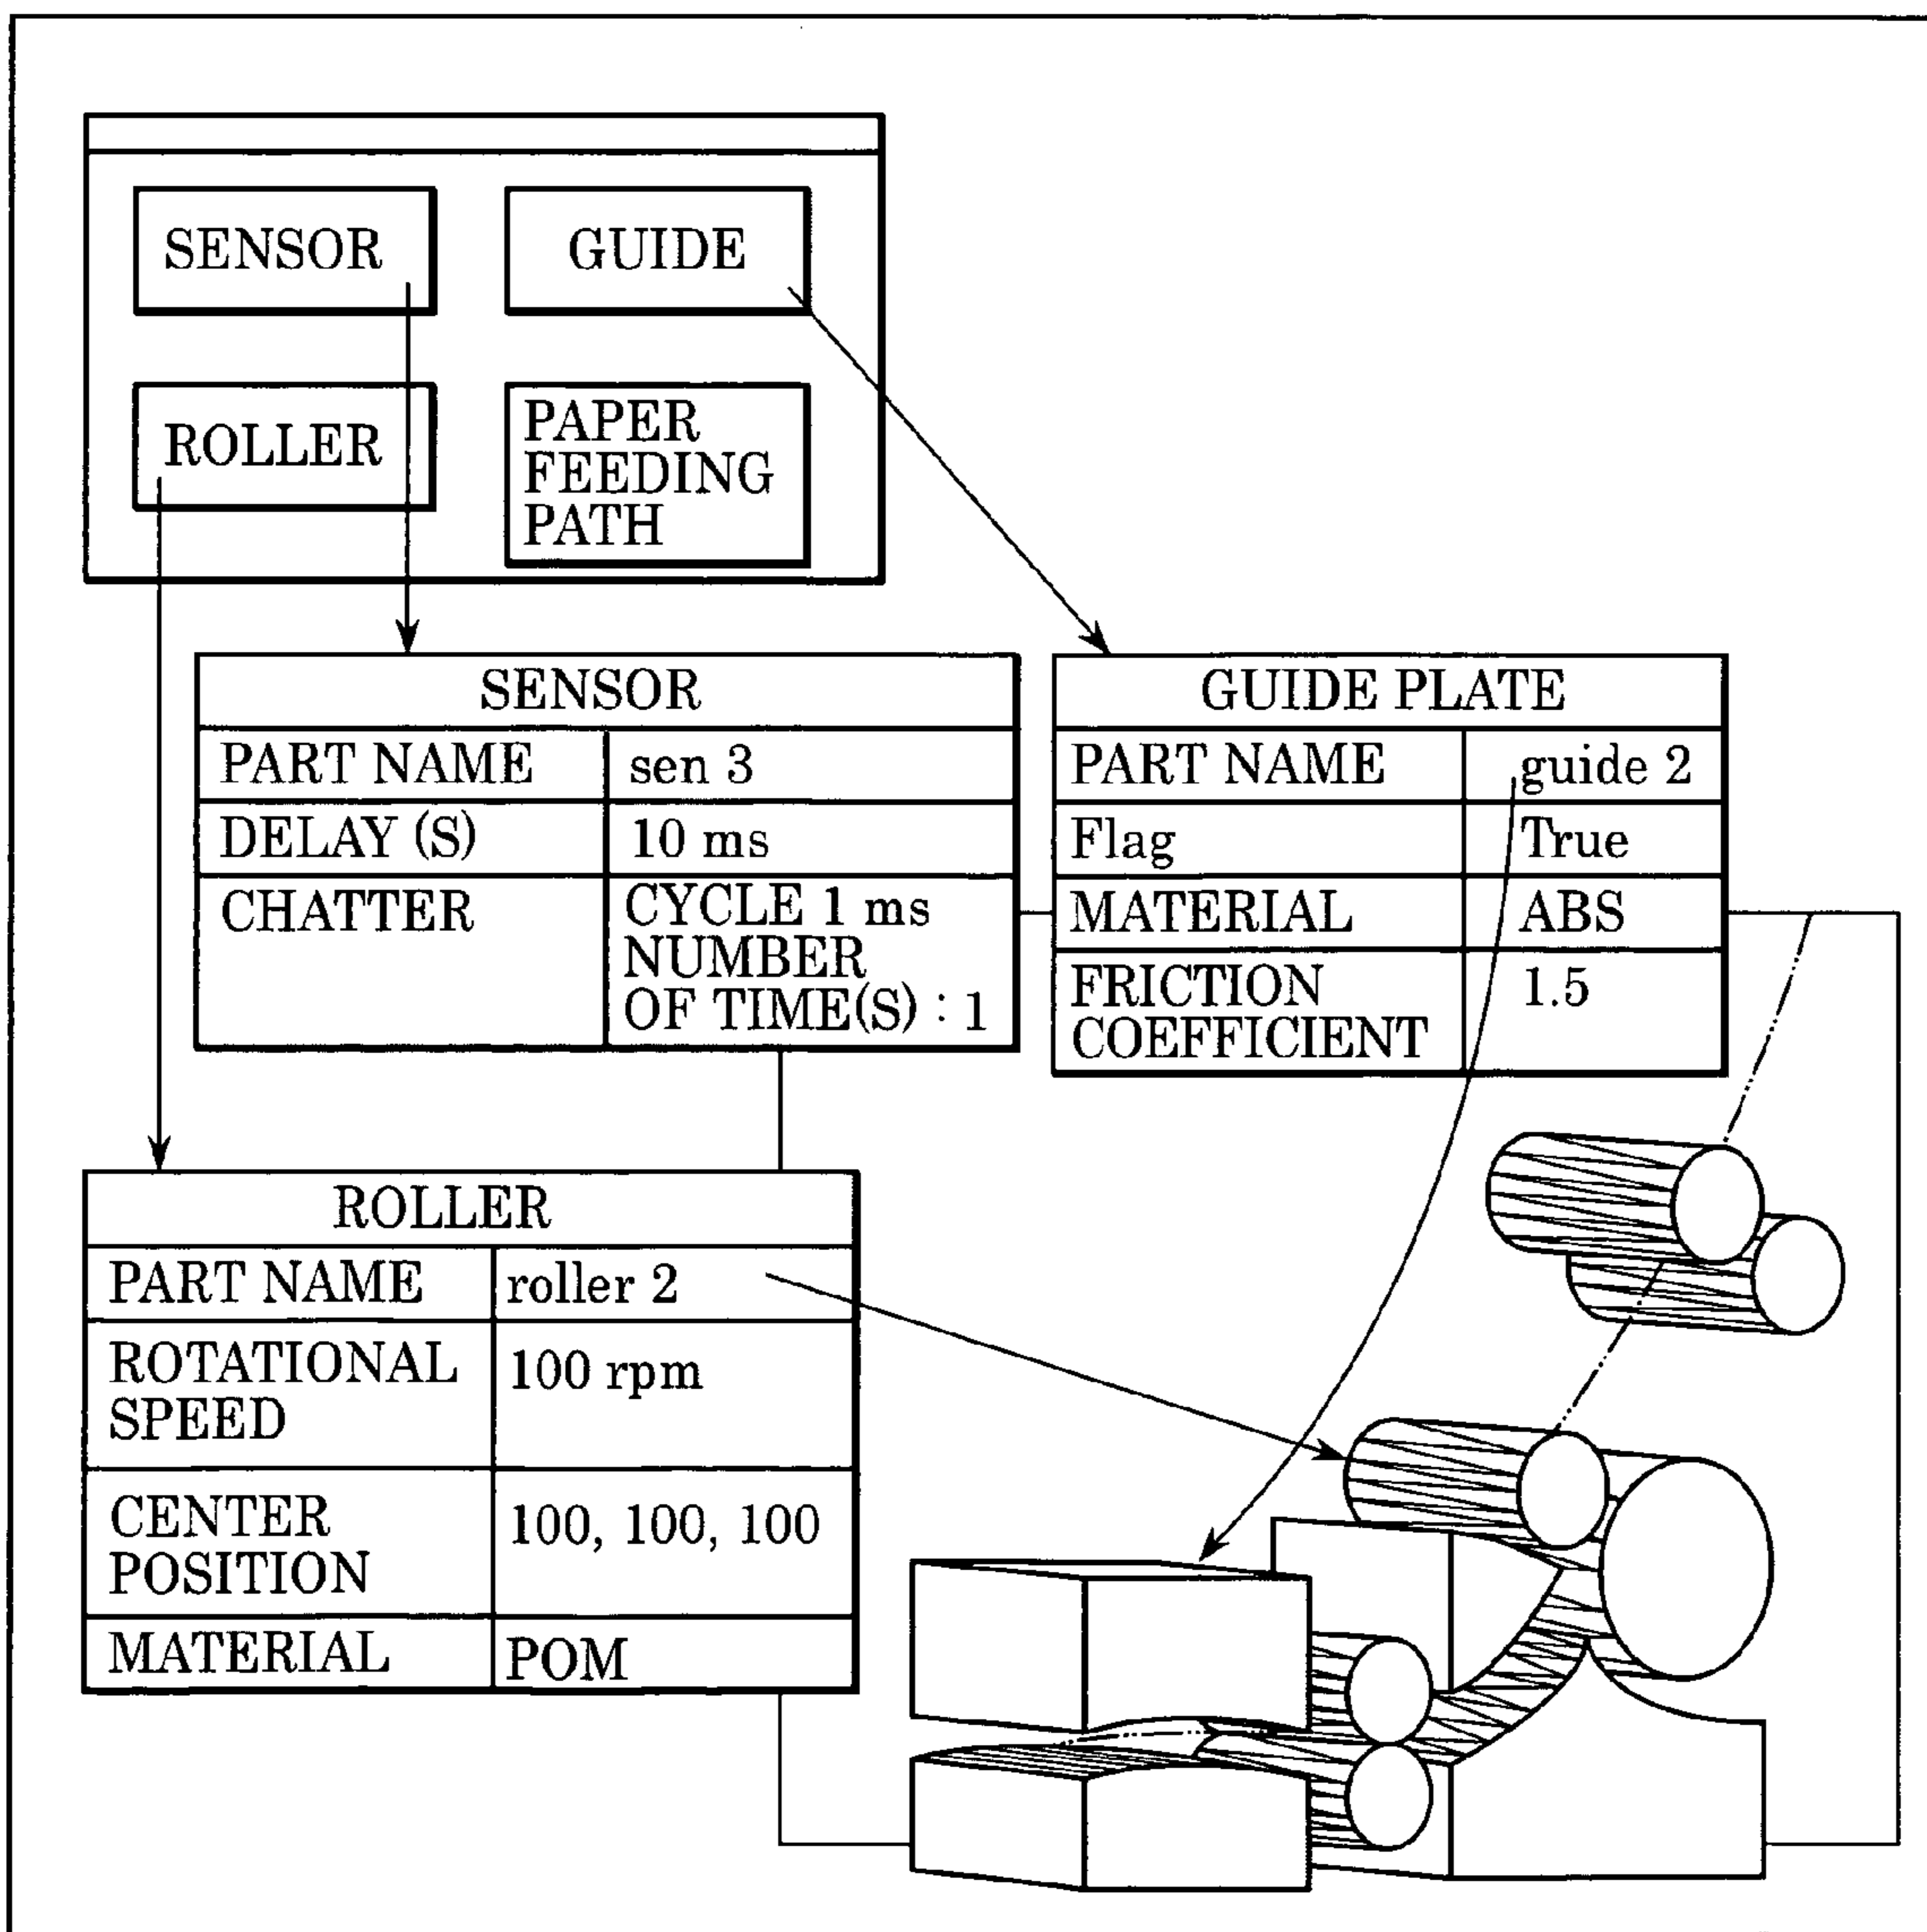 SENSOR
GUIDE
ROLLER
PAPER
FEEDING
PATH
SENSOR
PART NAME sen 3
DELAY (S) 10 ms
CHATTER CYCLE 1 ms
NUMBER
OF TIME(S) : 1
GUIDE PLATE
PART NAME guide 2
Flag True
MATERIAL ABS
FRICTION 1.5
COEFFICIENT
ROLLER
PART NAME roller 2
ROTATIONAL 100 rpm
SPEED
CENTER 100, 100, 100
POSITION
MATERIAL POM